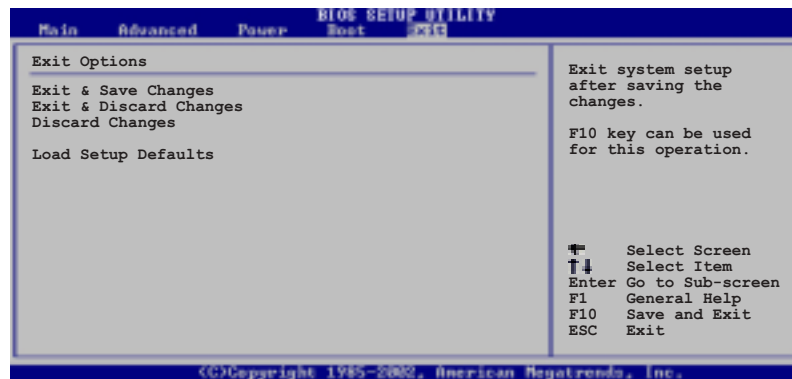 BIOS SETUP UTILITY
Main Advanced Power Boot Exit
Exit Options
Exit & Save Changes
Exit & Discard Changes
Discard Changes
Load Setup Defaults
Exit system setup
after saving the
changes.
F10 key can be used
for this operation.
Select Screen
↑↓ Select Item
Enter Go to Sub-screen
F1 General Help
F10 Save and Exit
ESC Exit
(C)Copyright 1985-2002, American Megatrends, Inc.